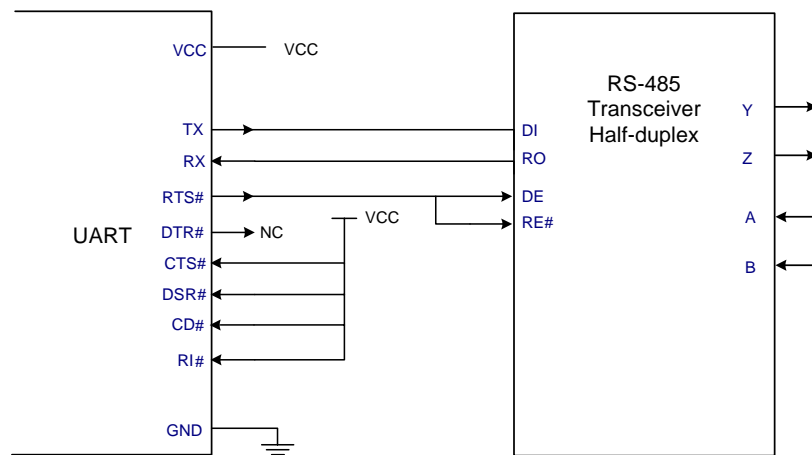 VCC
VCC
TX
RX
RTS#
DTR#
NC
CTS#
DSR#
CD#
RI#
GND
UART
VCC
RS-485
Transceiver
Half-duplex
DI
RO
DE
RE#
Y
Z
A
B